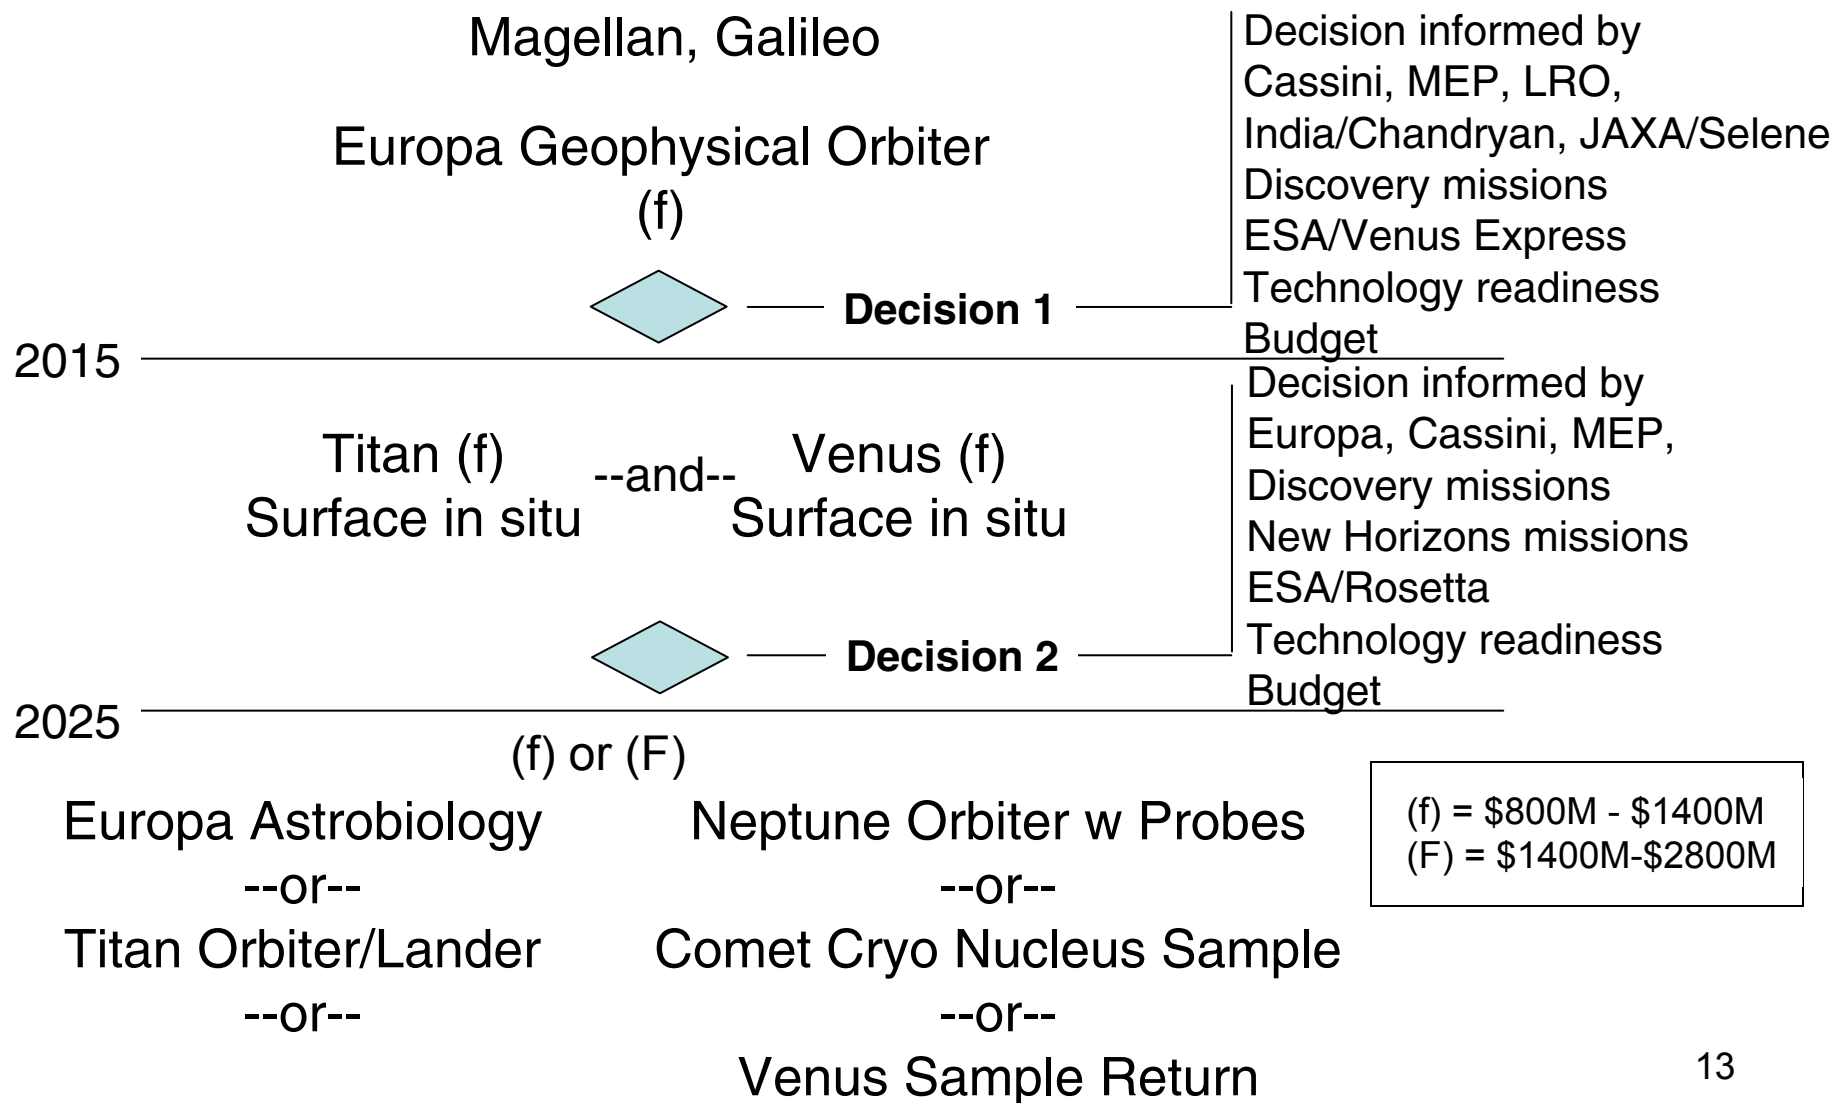 Magellan, Galileo
Europa Geophysical Orbiter
(f)
Decision 1
Decision informed by
Cassini, MEP, LRO,
India/Chandryan, JAXA/Selene
Discovery missions
ESA/Venus Express
Technology readiness
Budget
2015
Titan (f)
Surface in situ
--and--
Venus (f)
Surface in situ
Decision 2
Decision informed by
Europa, Cassini, MEP,
Discovery missions
New Horizons missions
ESA/Rosetta
Technology readiness
Budget
2025
(f) or (F)
Europa Astrobiology
--or--
Titan Orbiter/Lander
--or--
Neptune Orbiter w Probes
--or--
Comet Cryo Nucleus Sample
--or--
Venus Sample Return
(f) = $800M - $1400M
(F) = $1400M-$2800M
13